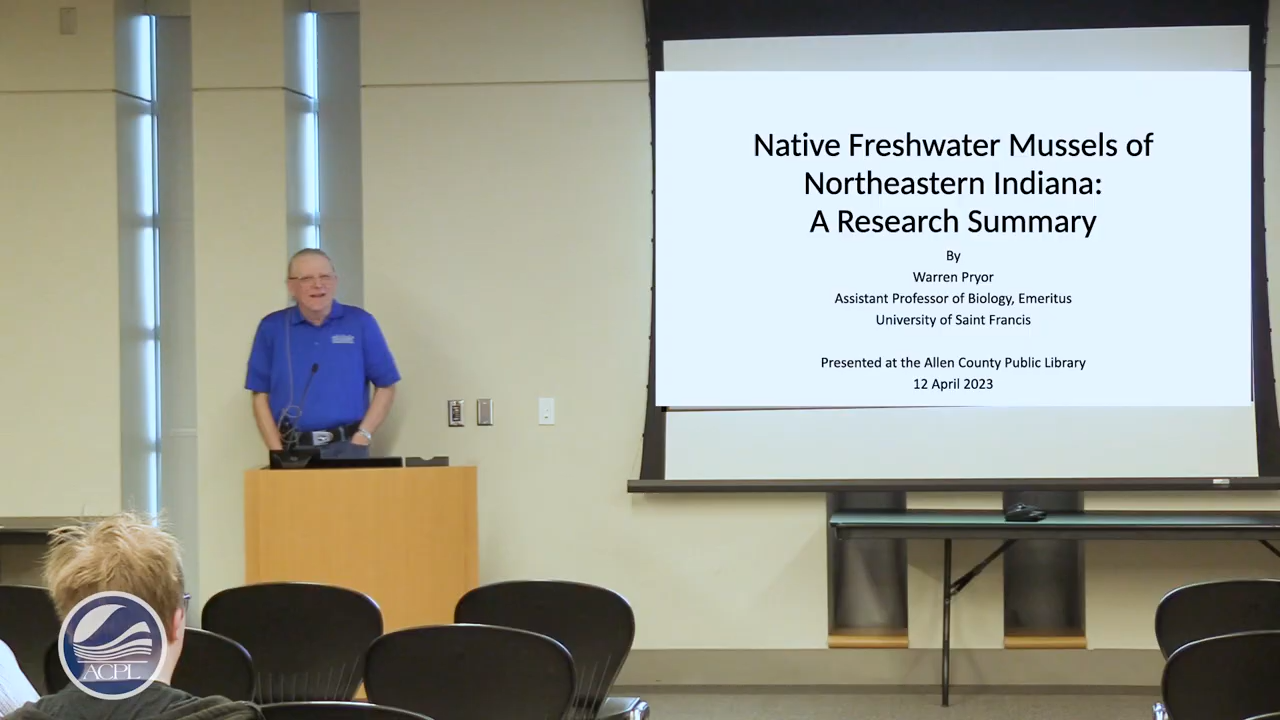 Native Freshwater Mussels of
Northeastern Indiana:
A Research Summary
By
Warren Pryor
Assistant Professor of Biology, Emeritus
University of Saint Francis
Presented at the Allen County Public Library
12 April 2023
ACPL